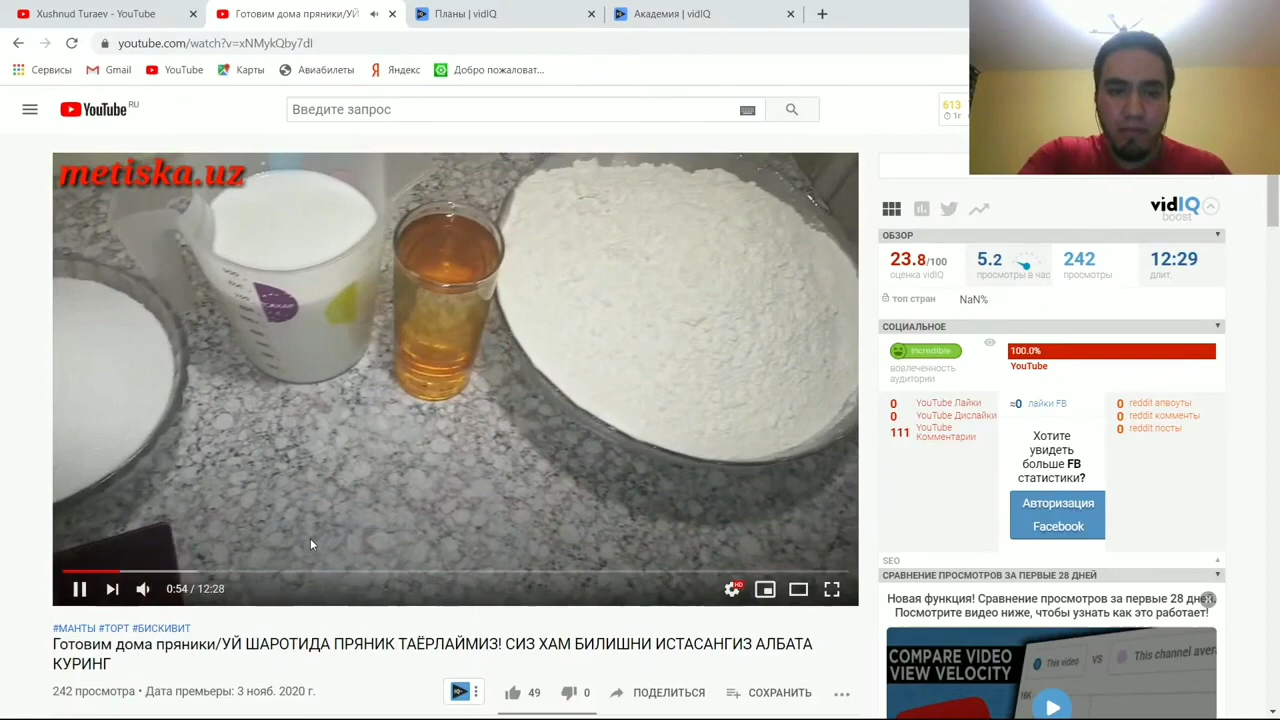 Xushnud Turaev - YouTube
Готовим дома пряники/УЙ
Планы | vidIQ
Академия | vidIQ
youtube.com/watch?v=xNMykQby7dI
Сервисы
Gmail
YouTube
Карты
Авиабилеты
Яндекс
Добро пожаловат...
YouTube RU
Введите запрос
613
1г
metiska.uz
vidIQ
boost
ОБЗОР
23.8/100
оценка vidIQ
5.2
просмотры в час
242
просмотры
12:29
длит.
топ стран
NaN%
СОЦИАЛЬНОЕ
Incredible
вовлечённость
аудитории
100.0%
YouTube
0 YouTube Лайки
0 YouTube Дислайки
111 YouTube
Комментарии
≈0 лайки FB
Хотите
увидеть
больше FB
статистики?
Авторизация
Facebook
0 reddit апвоуты
0 reddit комменты
0 reddit посты
SEO
СРАВНЕНИЕ ПРОСМОТРОВ ЗА ПЕРВЫЕ 28 ДНЕЙ
Новая функция! Сравнение просмотров за первые 28 дней.
Посмотрите видео ниже, чтобы узнать как это работает!
COMPARE VIDEO
VIEW VELOCITY
This video
VS
This channel
0:54 / 12:28
HD
#МАНТЫ #ТОРТ #БИСКИВИТ
Готовим дома пряники/УЙ ШАРОТИДА ПРЯНИК ТАЁРЛАЙМИЗ! СИЗ ХАМ БИЛИШНИ ИСТАСАНГИЗ АЛБАТА
КУРИНГ
242 просмотра • Дата премьеры: 3 нояб. 2020 г.
49
0
ПОДЕЛИТЬСЯ
СОХРАНИТЬ